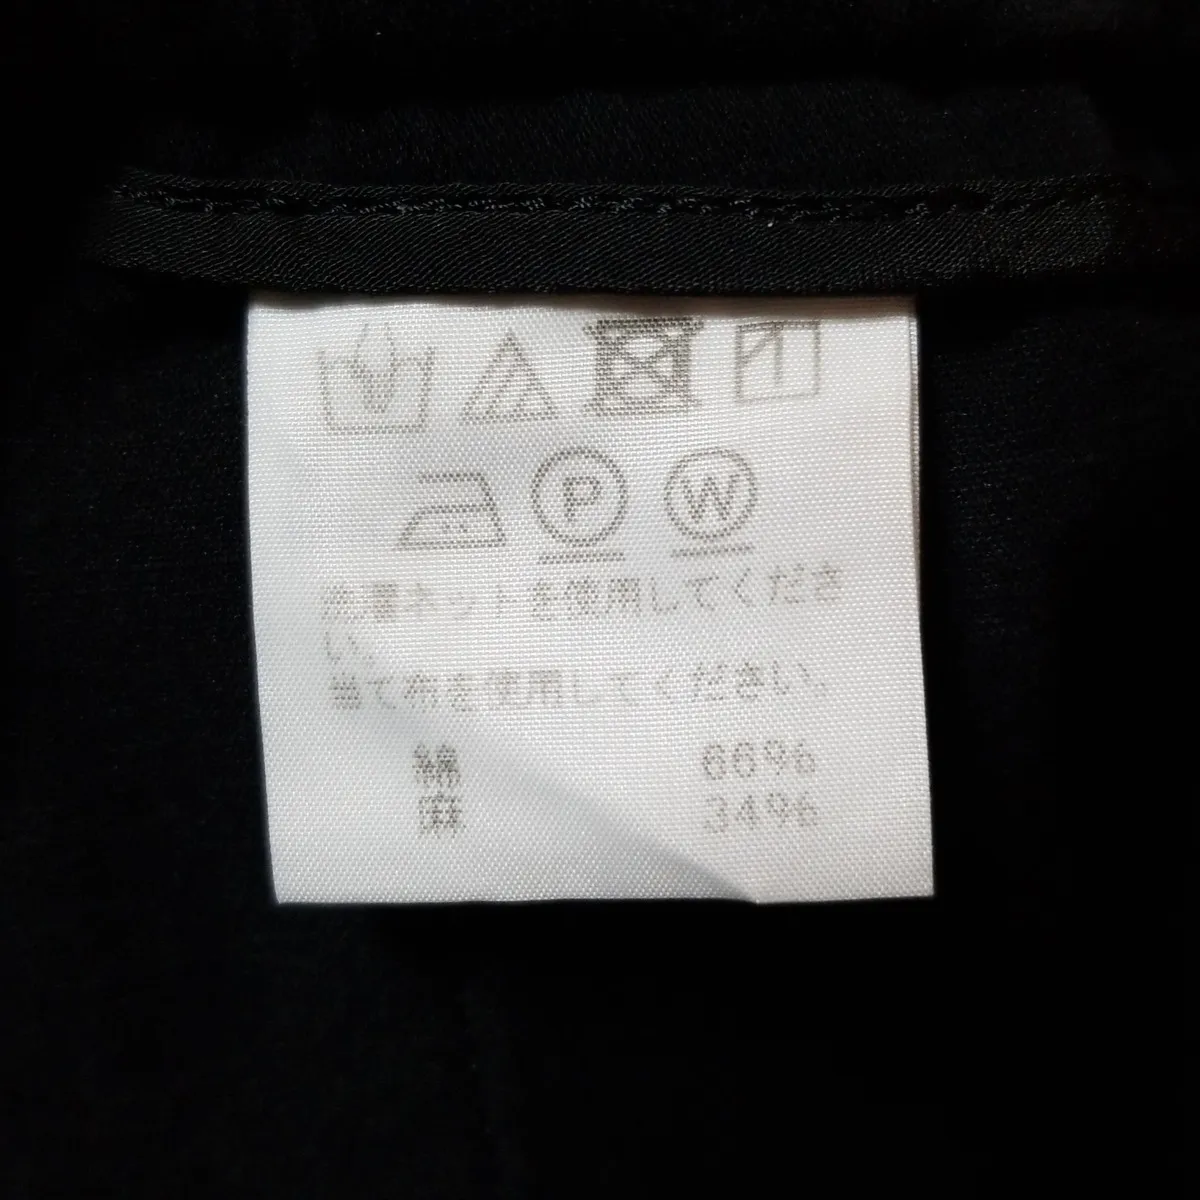 P W
洗濯ネットを使用してくださ
い。
当て布を使用してください。
綿 66%
麻 34%